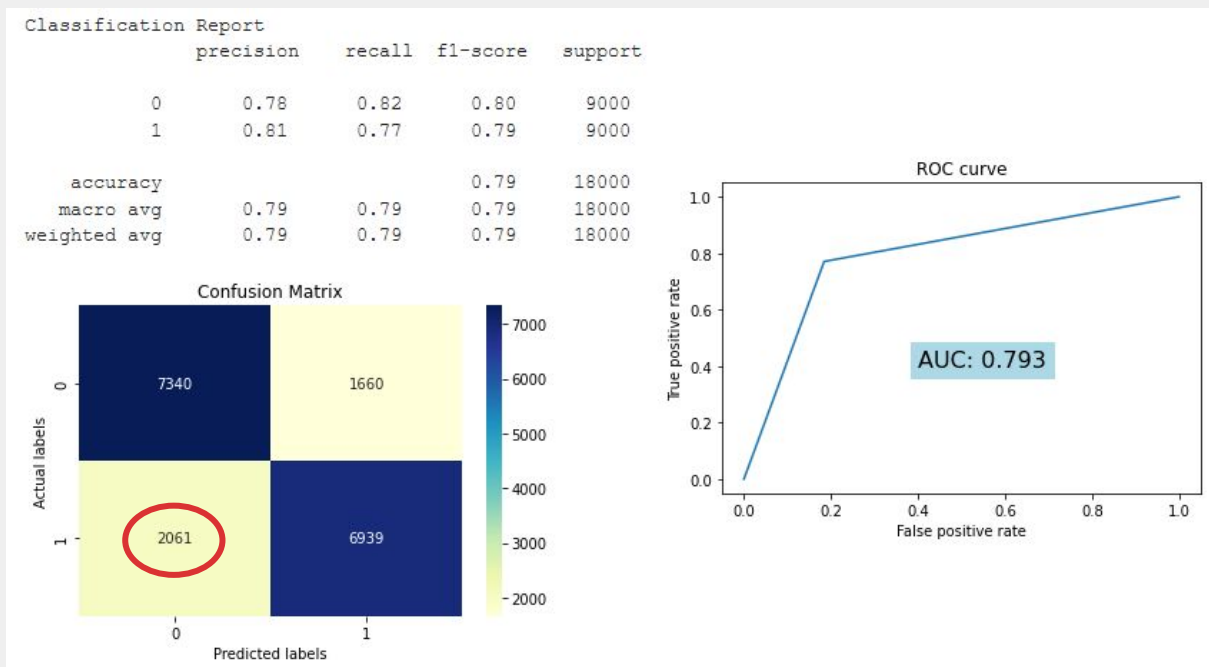 Classification Report
precision recall f1-score support
0 0.78 0.82 0.80 9000
1 0.81 0.77 0.79 9000
accuracy 0.79 18000
macro avg 0.79 0.79 0.79 18000
weighted avg 0.79 0.79 0.79 18000
Confusion Matrix
7340 1660
2061 6939
0
1
Actual labels
0 1
Predicted labels
7000
6000
5000
4000
3000
2000
ROC curve
1.0
0.8
0.6
0.4
0.2
0.0
True positive rate
AUC: 0.793
0.0 0.2 0.4 0.6 0.8 1.0
False positive rate